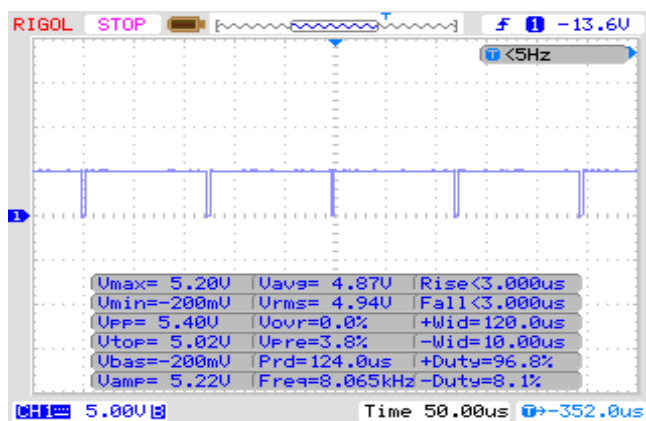 RIGOL STOP T f 1 -13.6V
T <5Hz
1
Vmax= 5.20V Vavg= 4.87V Rise<3.000us
Vmin=-200mV Vrms= 4.94V Fall<3.000us
Vpp= 5.40V Vovr=0.0% +Wid=120.0us
Vtop= 5.02V Vpre=3.8% -Wid=10.00us
Vbas=-200mV Prd=124.0us +Duty=96.8%
Vamp= 5.22V Freq=8.065kHz -Duty=8.1%
CH1 5.00V B Time 50.00us T→-352.0us